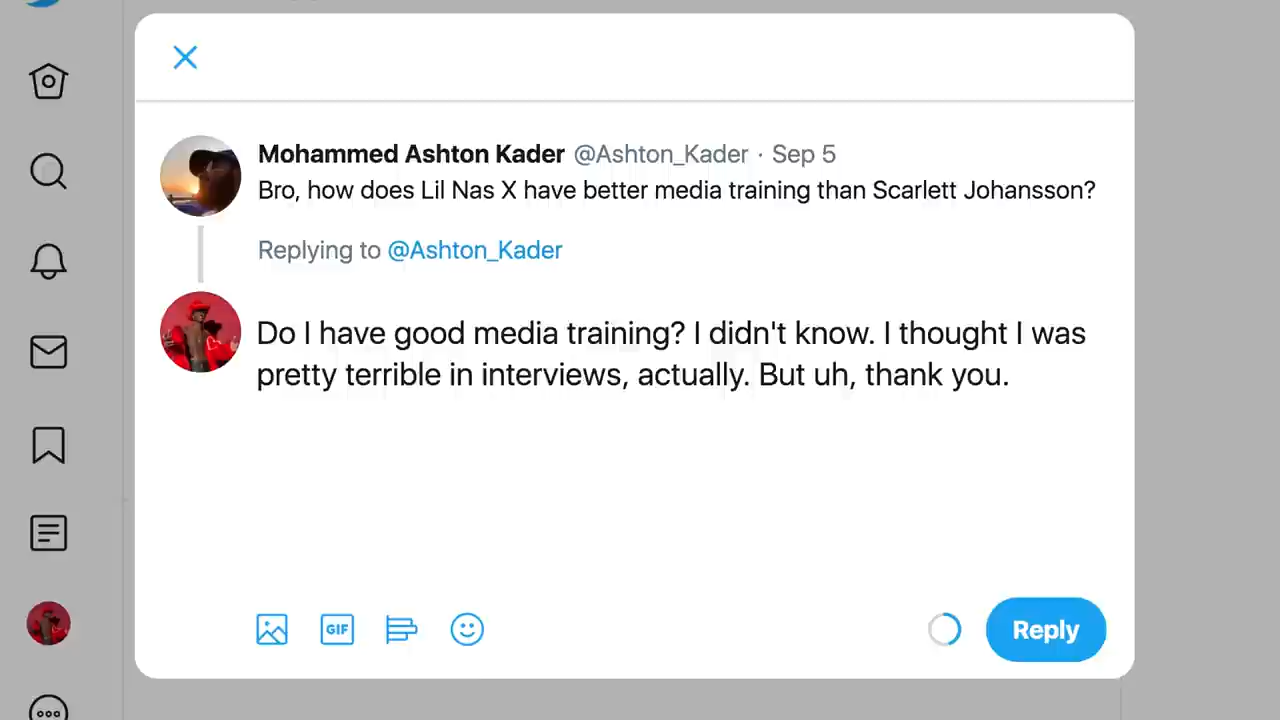 Mohammed Ashton Kader @Ashton_Kader · Sep 5
Bro, how does Lil Nas X have better media training than Scarlett Johansson?
Replying to @Ashton_Kader
Do I have good media training? I didn't know. I thought I was
pretty terrible in interviews, actually. But uh, thank you.
GIF
Reply